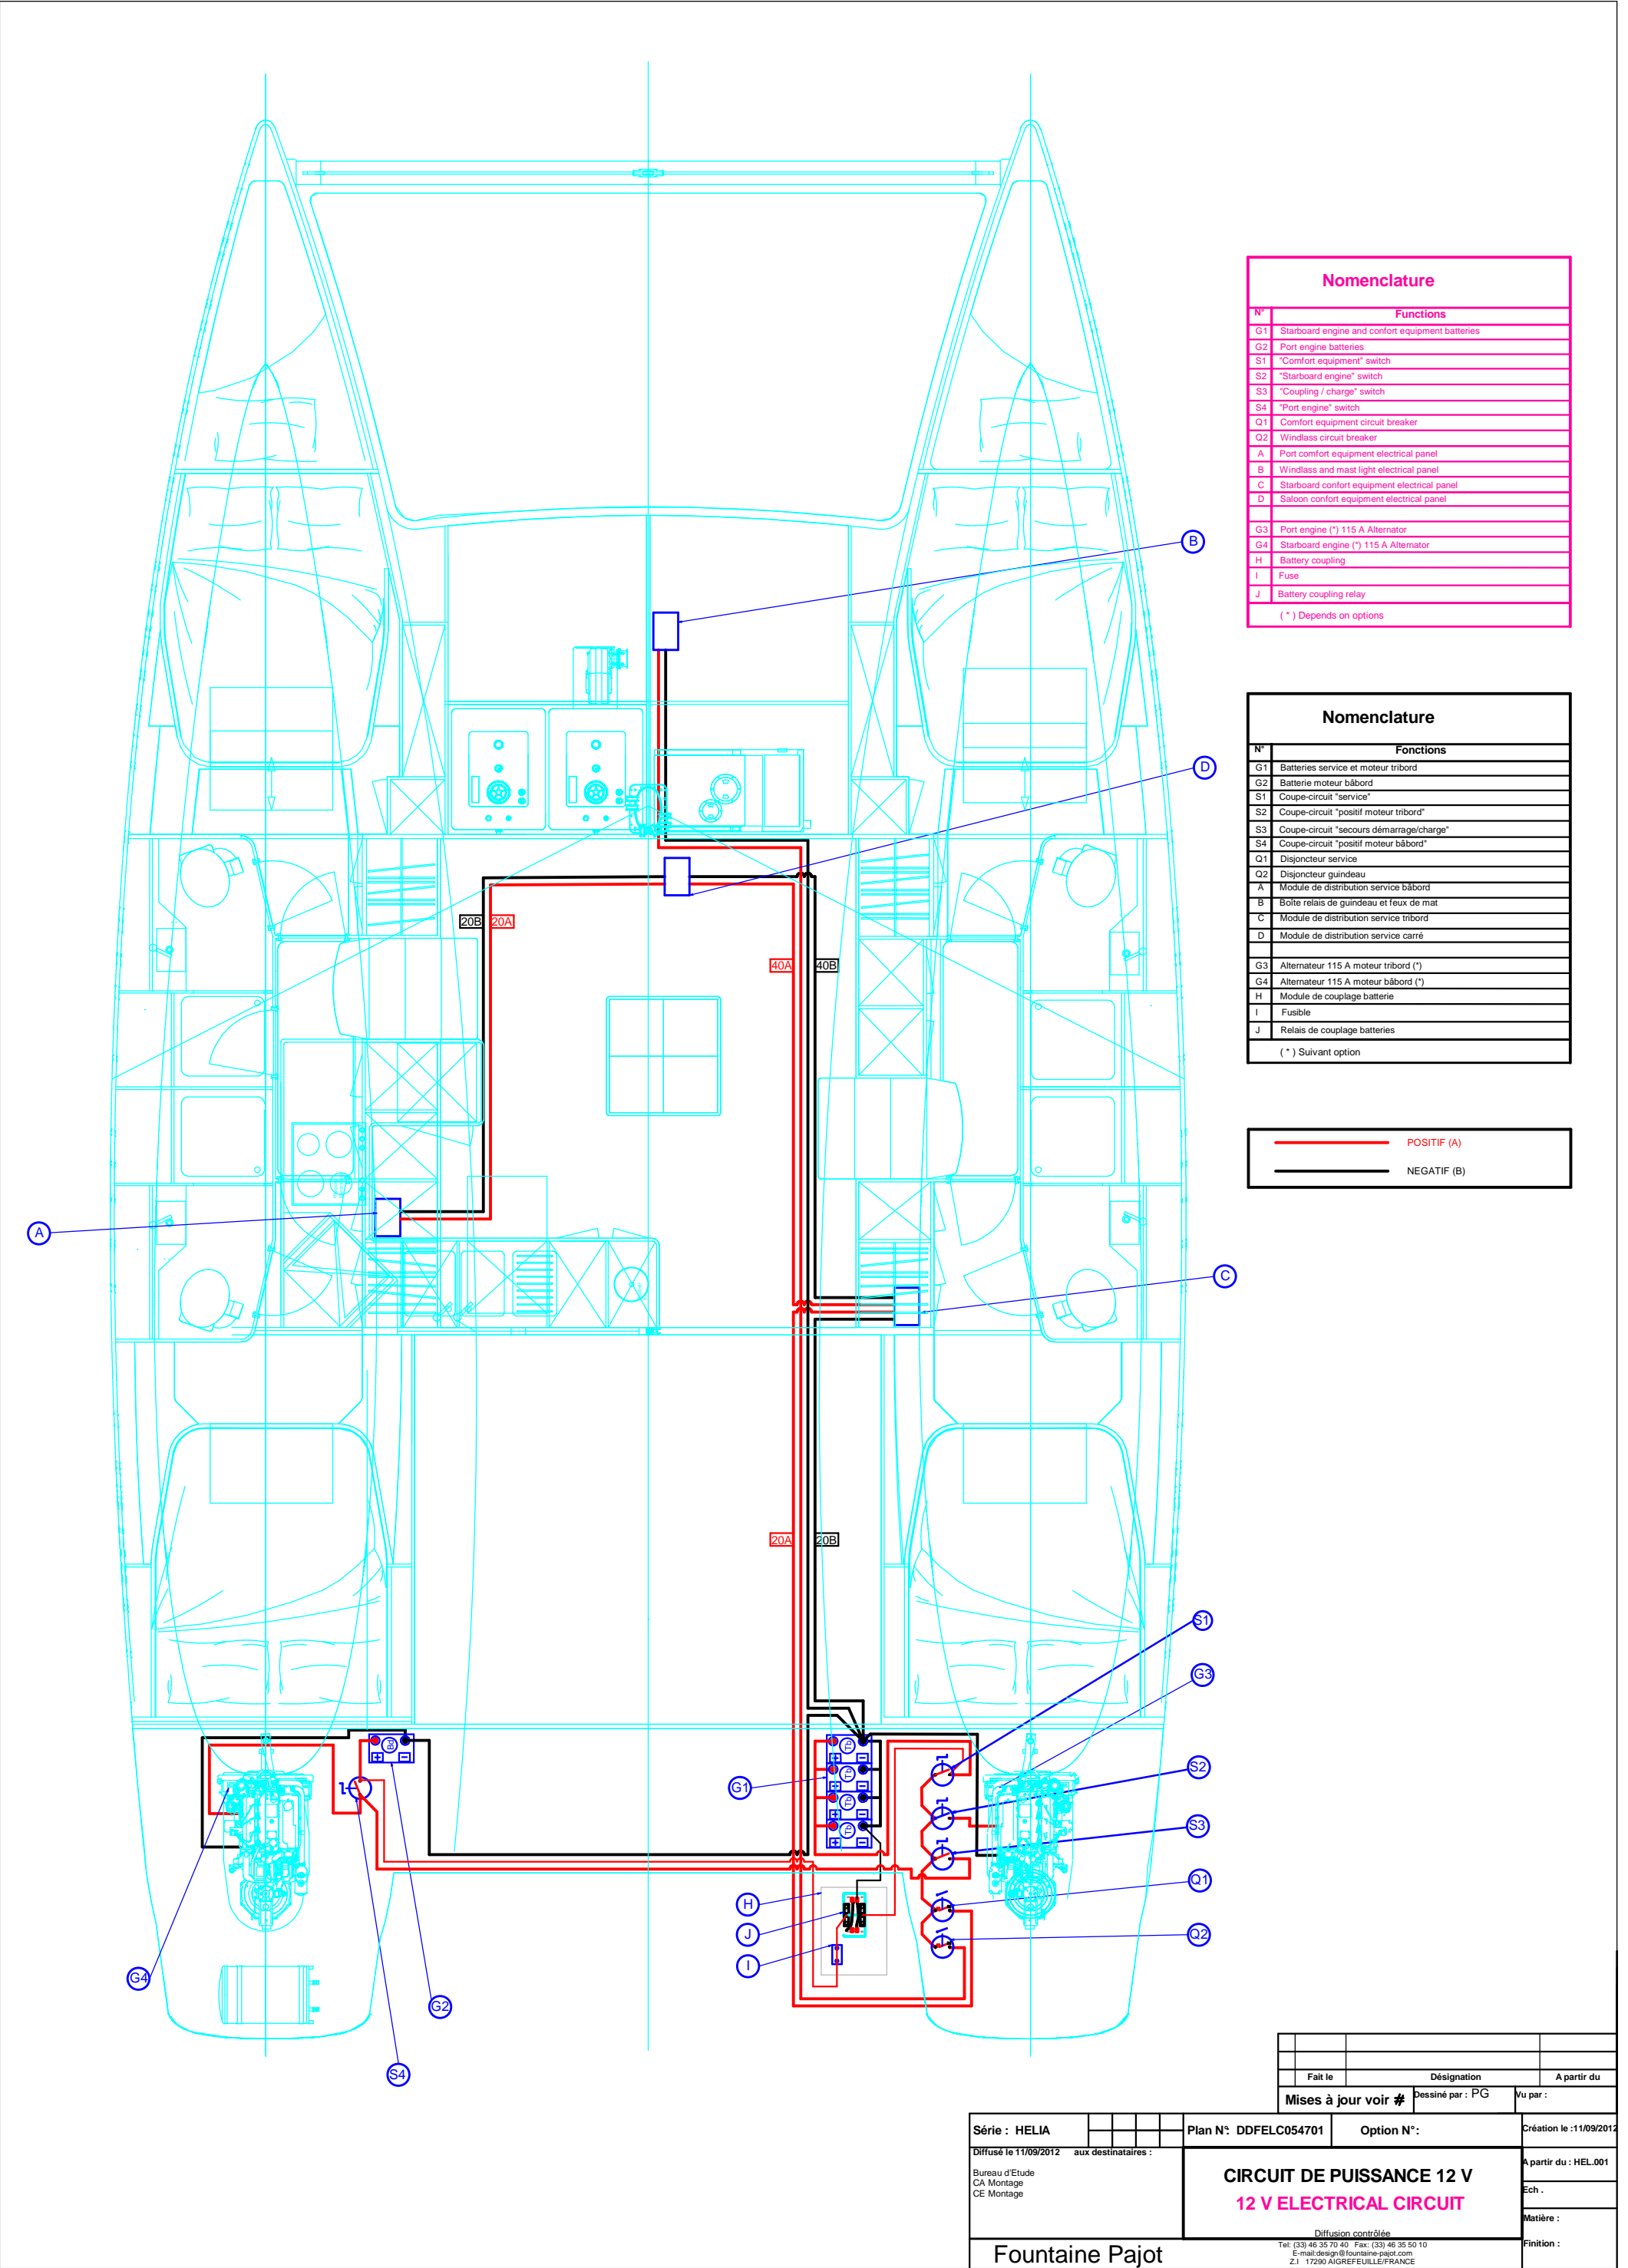 Nomenclature
N° Functions
G1 Starboard engine and confort equipment batteries
G2 Port engine batteries
S1 "Comfort equipment" switch
S2 "Starboard engine" switch
S3 "Coupling / charge" switch
S4 "Port engine" switch
Q1 Comfort equipment circuit breaker
Q2 Windlass circuit breaker
A Port comfort equipment electrical panel
B Windlass and mast light electrical panel
C Starboard confort equipment electrical panel
D Saloon confort equipment electrical panel
G3 Port engine (*) 115 A Alternator
G4 Starboard engine (*) 115 A Alternator
H Battery coupling
I Fuse
J Battery coupling relay
( * ) Depends on options
B
Nomenclature
N° Fonctions
G1 Batteries service et moteur tribord
G2 Batterie moteur bâbord
S1 Coupe-circuit "service"
S2 Coupe-circuit "positif moteur tribord"
S3 Coupe-circuit "secours démarrage/charge"
S4 Coupe-circuit "positif moteur bâbord"
Q1 Disjoncteur service
Q2 Disjoncteur guindeau
A Module de distribution service bâbord
B Boîte relais de guindeau et feux de mat
C Module de distribution service tribord
D Module de distribution service carré
G3 Alternateur 115 A moteur tribord (*)
G4 Alternateur 115 A moteur bâbord (*)
H Module de couplage batterie
I Fusible
J Relais de couplage batteries
( * ) Suivant option
D
20B 20A
40A 40B
POSITIF (A)
NEGATIF (B)
A
C
20A 20B
S1
G3
Bd
Tb
Tb
Tb
Tb
S2
G1
S3
Q1
H
J
Q2
I
G4
G2
S4
Fait le Désignation A partir du
Mises à jour voir # Dessiné par : PG Vu par :
Série : HELIA Plan N°: DDFELC054701 Option N°: Création le :11/09/2012
Diffusé le 11/09/2012 aux destinataires :
Bureau d'Etude
CA Montage
CE Montage
CIRCUIT DE PUISSANCE 12 V
12 V ELECTRICAL CIRCUIT
Diffusion contrôlée
A partir du : HEL.001
Ech .
Matière :
Finition :
Fountaine Pajot
Tel: (33) 46 35 70 40 Fax: (33) 46 35 50 10
E-mail:design@fountaine-pajot.com
Z.I 17290 AIGREFEUILLE/FRANCE